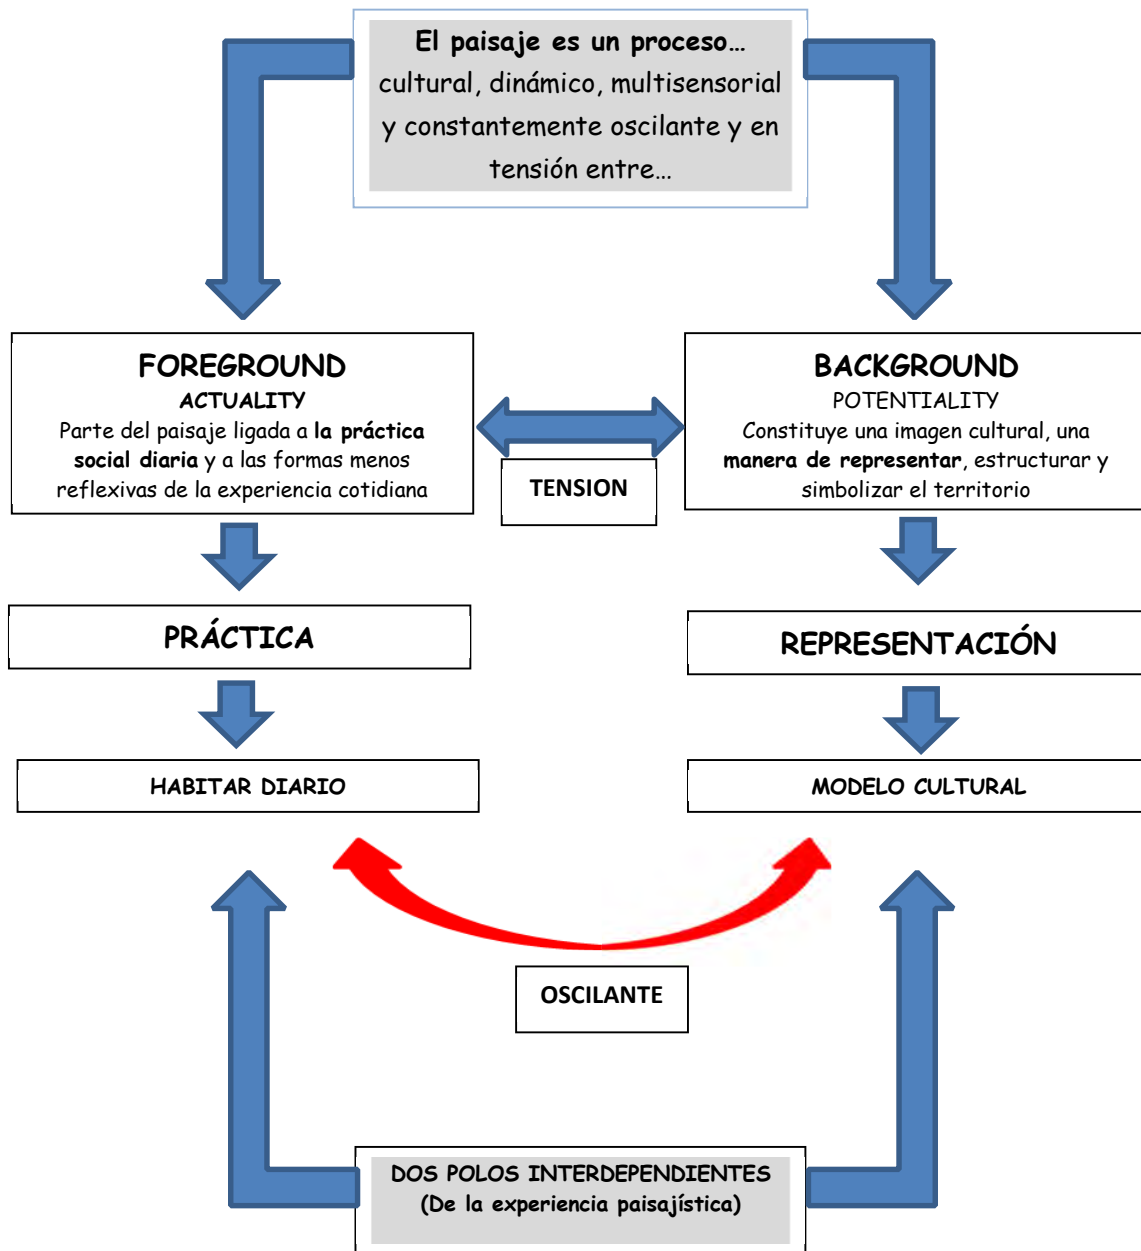 El paisaje es un proceso…
cultural, dinámico, multisensorial
y constantemente oscilante y en
tensión entre…
FOREGROUND
ACTUALITY
Parte del paisaje ligada a la práctica
social diaria y a las formas menos
reflexivas de la experiencia cotidiana
BACKGROUND
POTENTIALITY
Constituye una imagen cultural, una
manera de representar, estructurar y
simbolizar el territorio
TENSION
PRÁCTICA
REPRESENTACIÓN
HABITAR DIARIO
MODELO CULTURAL
OSCILANTE
DOS POLOS INTERDEPENDIENTES
(De la experiencia paisajística)